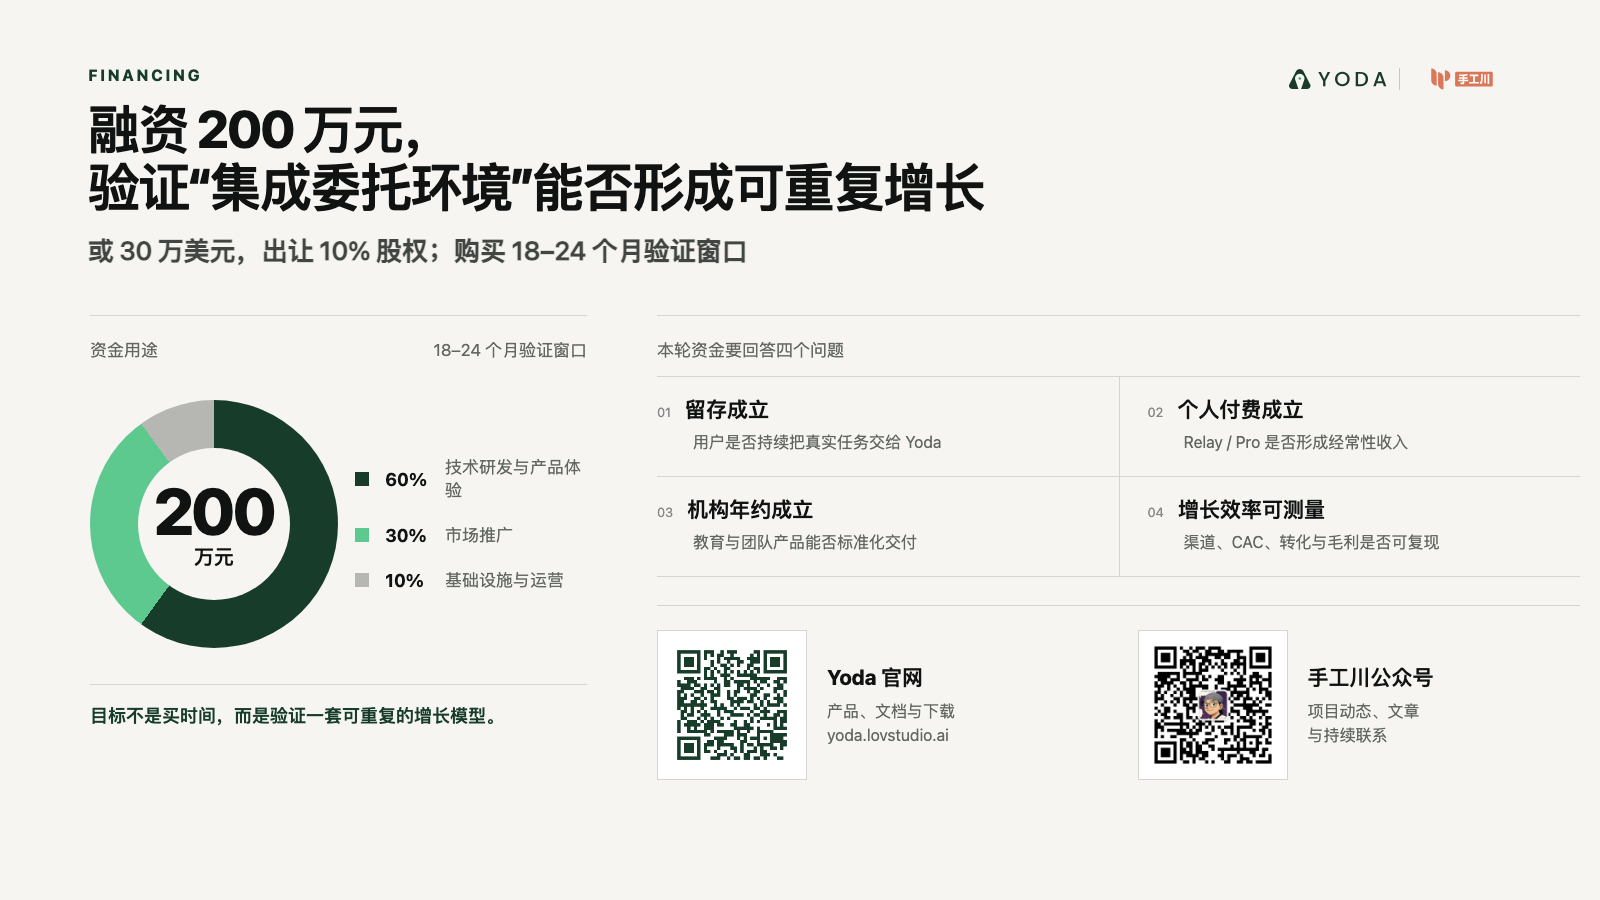 FINANCING
YODA
手工川
融资 200 万元，
验证“集成委托环境”能否形成可重复增长
或 30 万美元，出让 10% 股权；购买 18–24 个月验证窗口
资金用途
18–24 个月验证窗口
200
万元
60% 技术研发与产品体
验
30% 市场推广
10% 基础设施与运营
目标不是买时间，而是验证一套可重复的增长模型。
本轮资金要回答四个问题
01 留存成立
用户是否持续把真实任务交给 Yoda
02 个人付费成立
Relay / Pro 是否形成经常性收入
03 机构年约成立
教育与团队产品能否标准化交付
04 增长效率可测量
渠道、CAC、转化与毛利是否可复现
Yoda 官网
产品、文档与下载
yoda.lovstudio.ai
手工川公众号
项目动态、文章
与持续联系